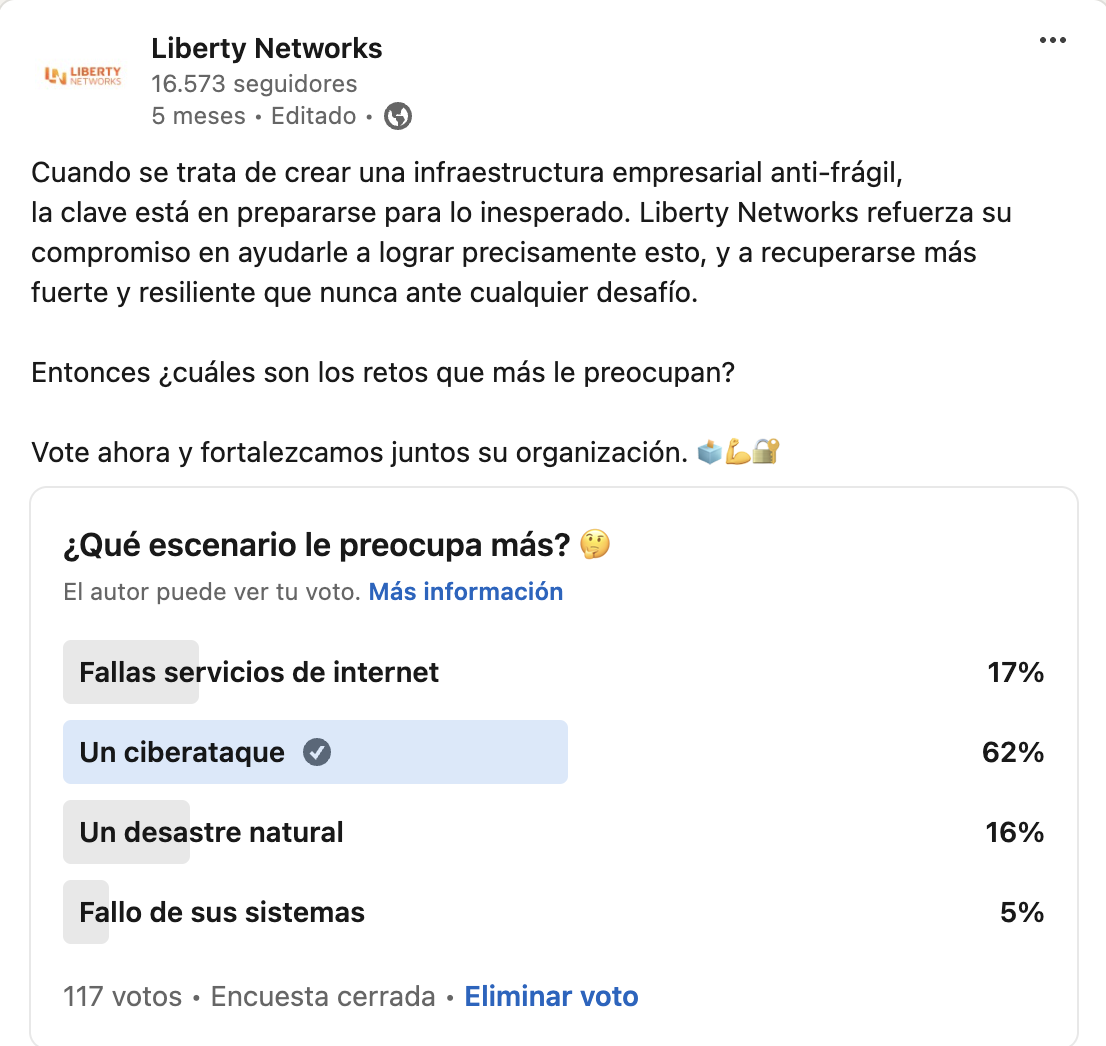 Liberty Networks
LIBERTY
NETWORKS
16.573 seguidores
5 meses • Editado •
Cuando se trata de crear una infraestructura empresarial anti-frágil,
la clave está en prepararse para lo inesperado. Liberty Networks refuerza su
compromiso en ayudarle a lograr precisamente esto, y a recuperarse más
fuerte y resiliente que nunca ante cualquier desafío.
Entonces ¿cuáles son los retos que más le preocupan?
Vote ahora y fortalezcamos juntos su organización. 🗳️💪🔐
¿Qué escenario le preocupa más? 🤔
El autor puede ver tu voto. Más información
Fallas servicios de internet 17%
Un ciberataque 62%
Un desastre natural 16%
Fallo de sus sistemas 5%
117 votos • Encuesta cerrada • Eliminar voto